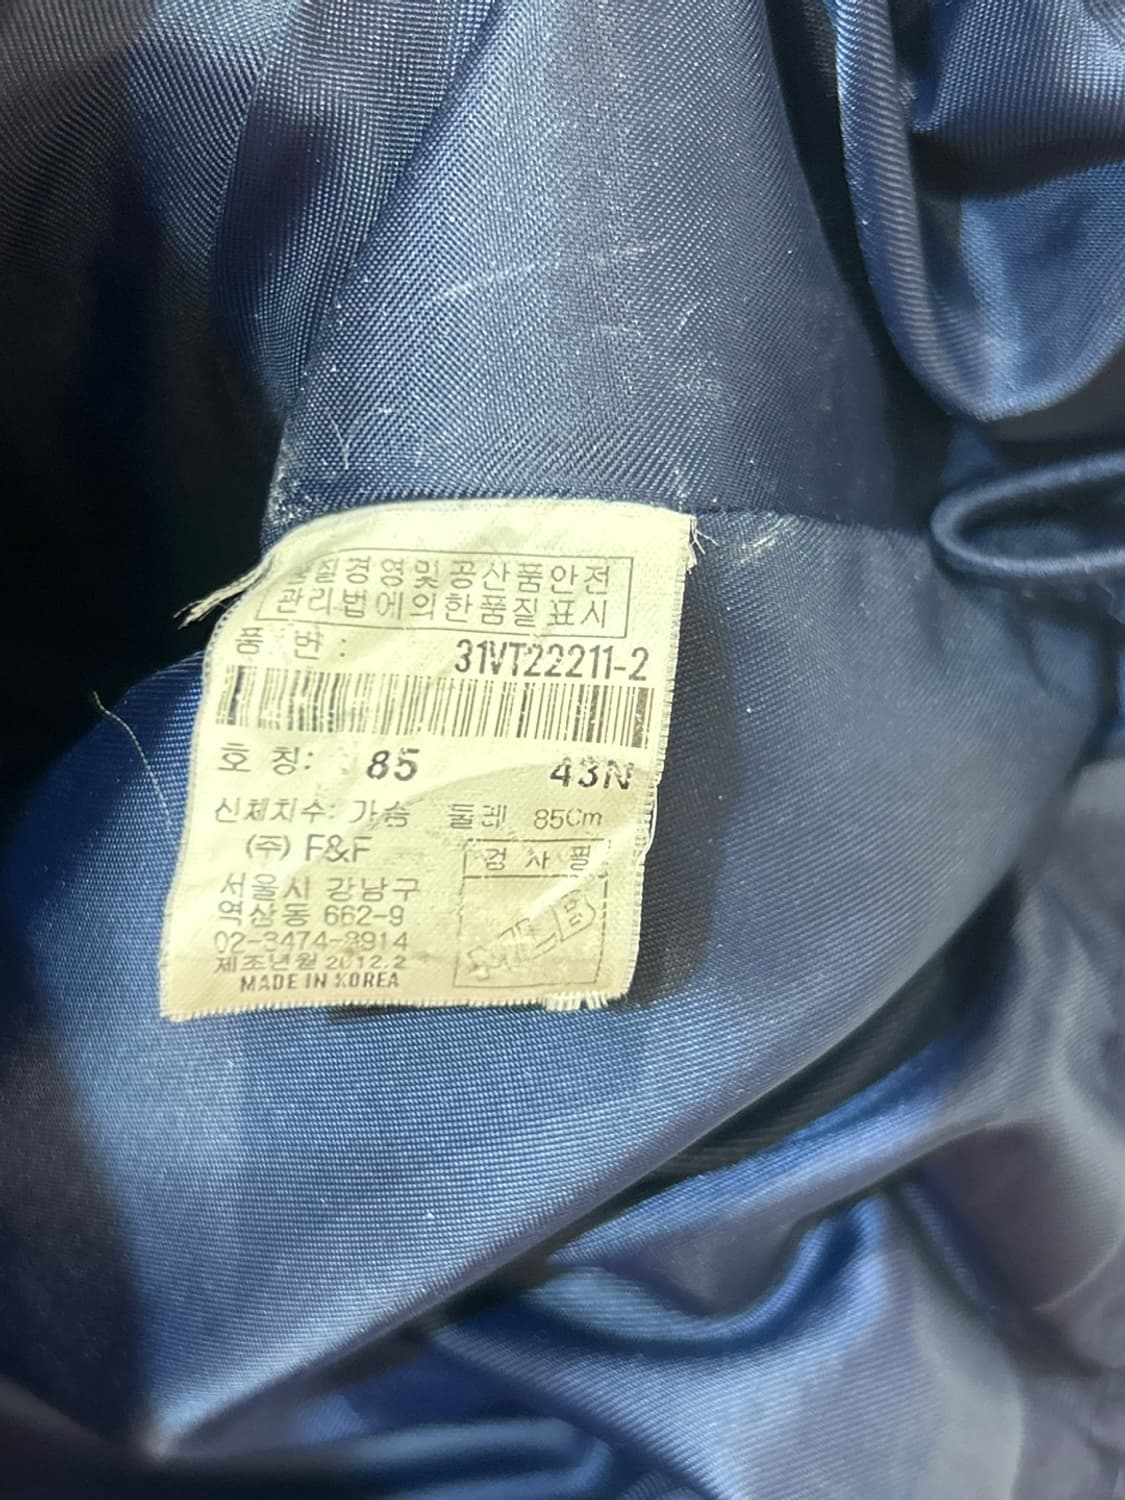 품질경영및공산품안전
관리법에의한품질표시
품 번 : 31VT22211-2
호 칭: 85 43N
신체치수: 가슴 둘레 85Cm
(주) F&F
검 사 필
서울시 강남구
역삼동 662-9
02-3474-8914
제조년월 2012.2
MADE IN KOREA
MLB